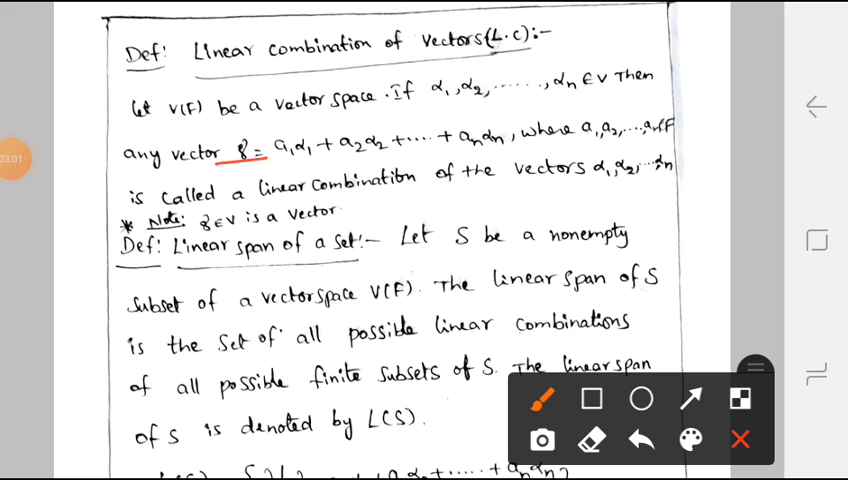 Def: Linear combination of vectors(L.C):-
Let V(F) be a vector space. If α₁, α₂, ......, αn ∈ V Then
any vector γ = a₁α₁ + a₂α₂ + .... + anαn, where a₁, a₂, ... an ∈ F
is called a linear combination of the vectors α₁, α₂, ... αn
* Note: γ ∈ V is a vector.
03:01
Def: Linear span of a set:- Let S be a nonempty
subset of a vectorspace V(F). The linear span of S
is the set of all possible linear combinations
of all possible finite subsets of S. The linear span
of S is denoted by L(S).